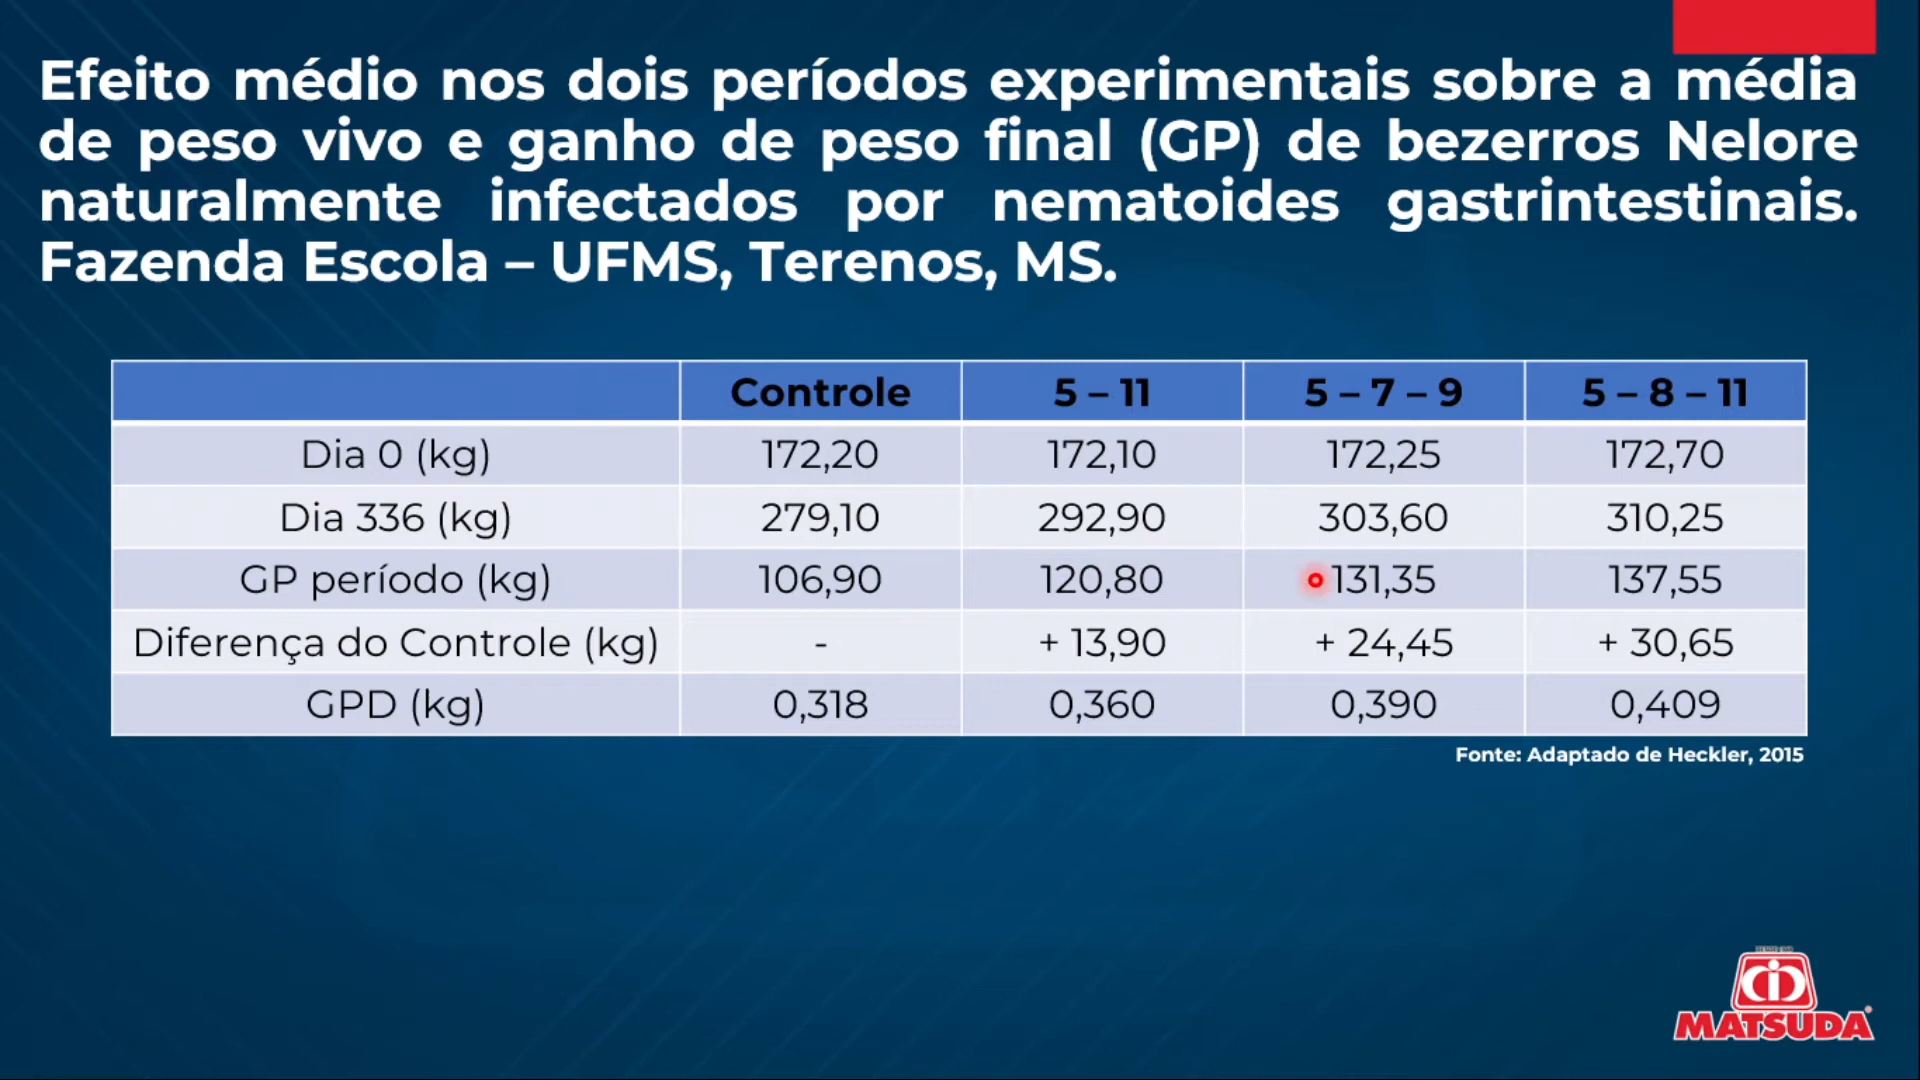 Efeito médio nos dois períodos experimentais sobre a média
de peso vivo e ganho de peso final (GP) de bezerros Nelore
naturalmente infectados por nematoides gastrintestinais.
Fazenda Escola – UFMS, Terenos, MS.
Controle 5 – 11 5 – 7 – 9 5 – 8 – 11
Dia 0 (kg) 172,20 172,10 172,25 172,70
Dia 336 (kg) 279,10 292,90 303,60 310,25
GP período (kg) 106,90 120,80 131,35 137,55
Diferença do Controle (kg) - + 13,90 + 24,45 + 30,65
GPD (kg) 0,318 0,360 0,390 0,409
Fonte: Adaptado de Heckler, 2015
MATSUDA®